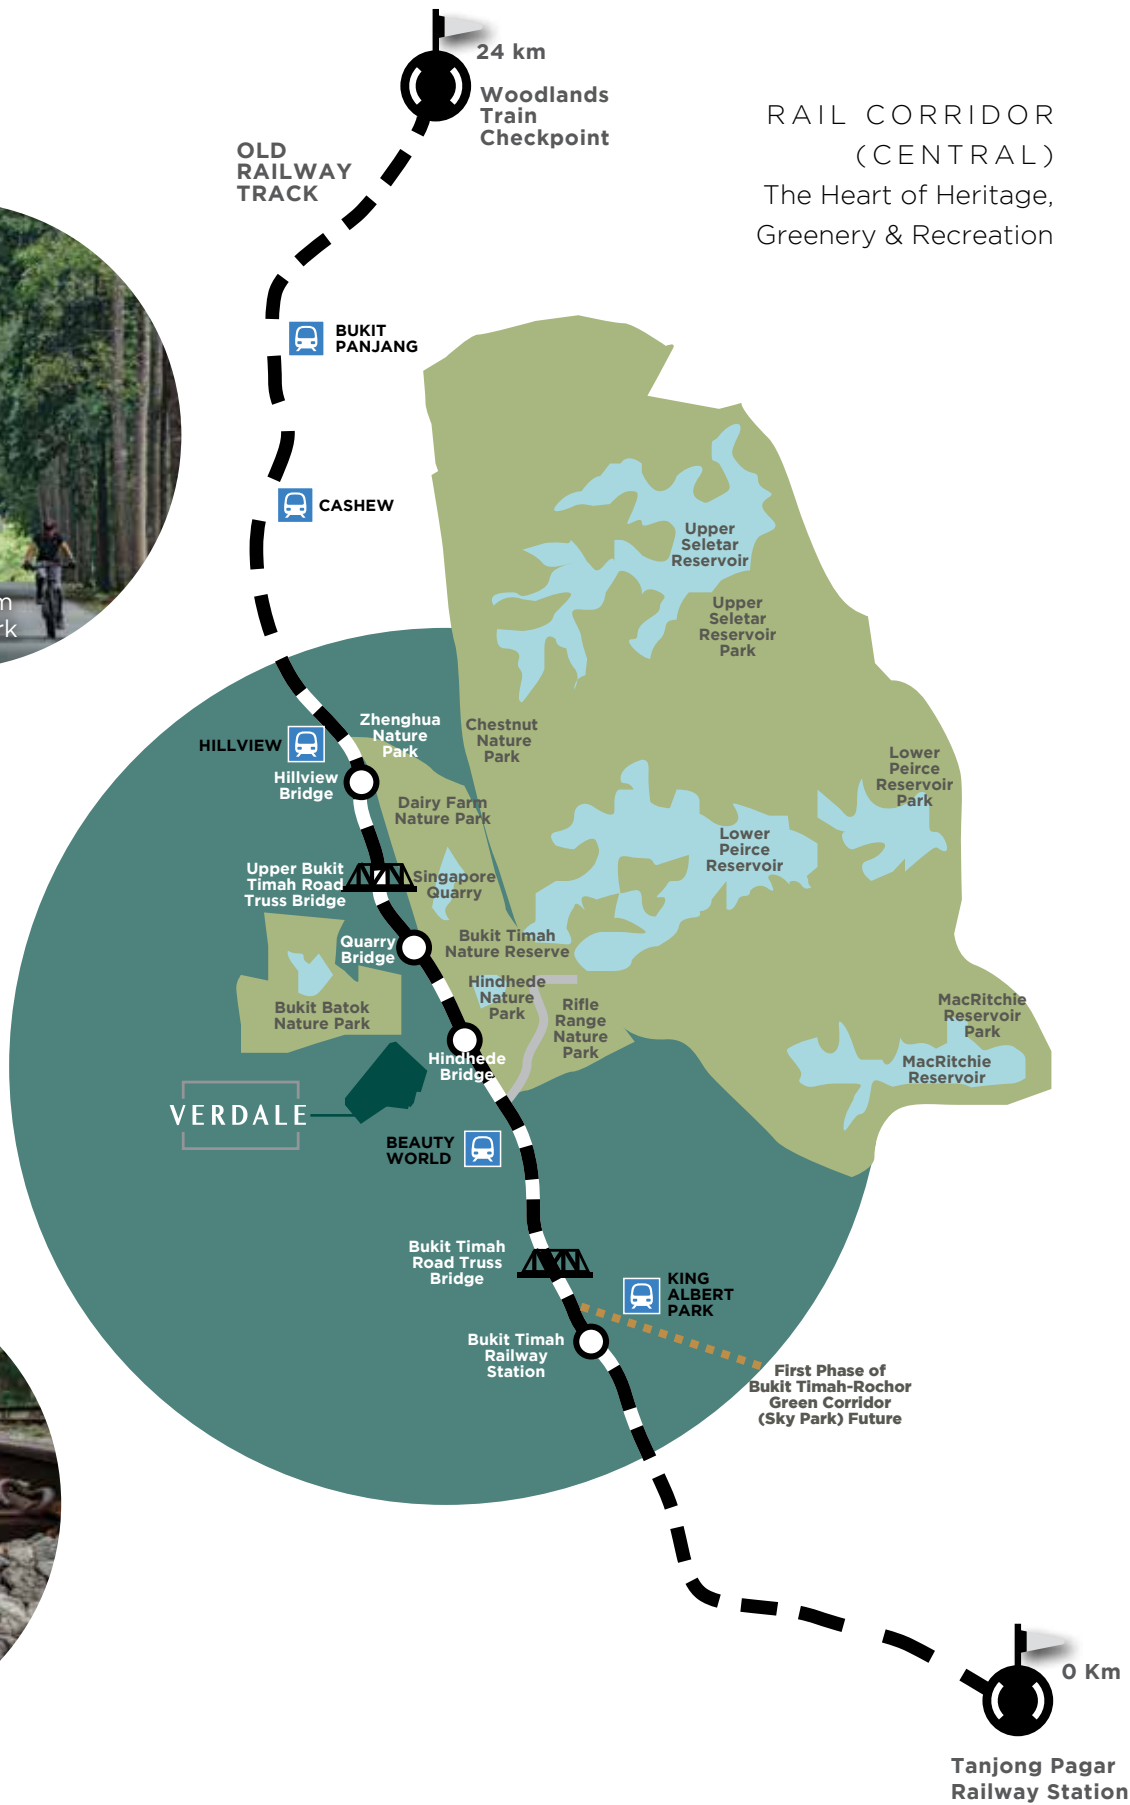 24 km
Woodlands
Train
Checkpoint
RAIL CORRIDOR
(CENTRAL)
The Heart of Heritage,
Greenery & Recreation
OLD
RAILWAY
TRACK
BUKIT
PANJANG
CASHEW
Upper
Seletar
Reservoir
Upper
Seletar
Reservoir
Park
Zhenghua
Nature
Park
Chestnut
Nature
Park
HILLVIEW
Hillview
Bridge
Dairy Farm
Nature Park
Lower
Peirce
Reservoir
Park
Lower
Peirce
Reservoir
Upper Bukit
Timah Road
Truss Bridge
Singapore
Quarry
Quarry
Bridge
Bukit Timah
Nature Reserve
Hindhede
Nature
Park
Rifle
Range
Nature
Park
Bukit Batok
Nature Park
MacRitchie
Reservoir
Park
MacRitchie
Reservoir
Hindhede
Bridge
VERDALE
BEAUTY
WORLD
Bukit Timah
Road Truss
Bridge
KING
ALBERT
PARK
Bukit Timah
Railway
Station
First Phase of
Bukit Timah-Rochor
Green Corridor
(Sky Park) Future
0 Km
Tanjong Pagar
Railway Station